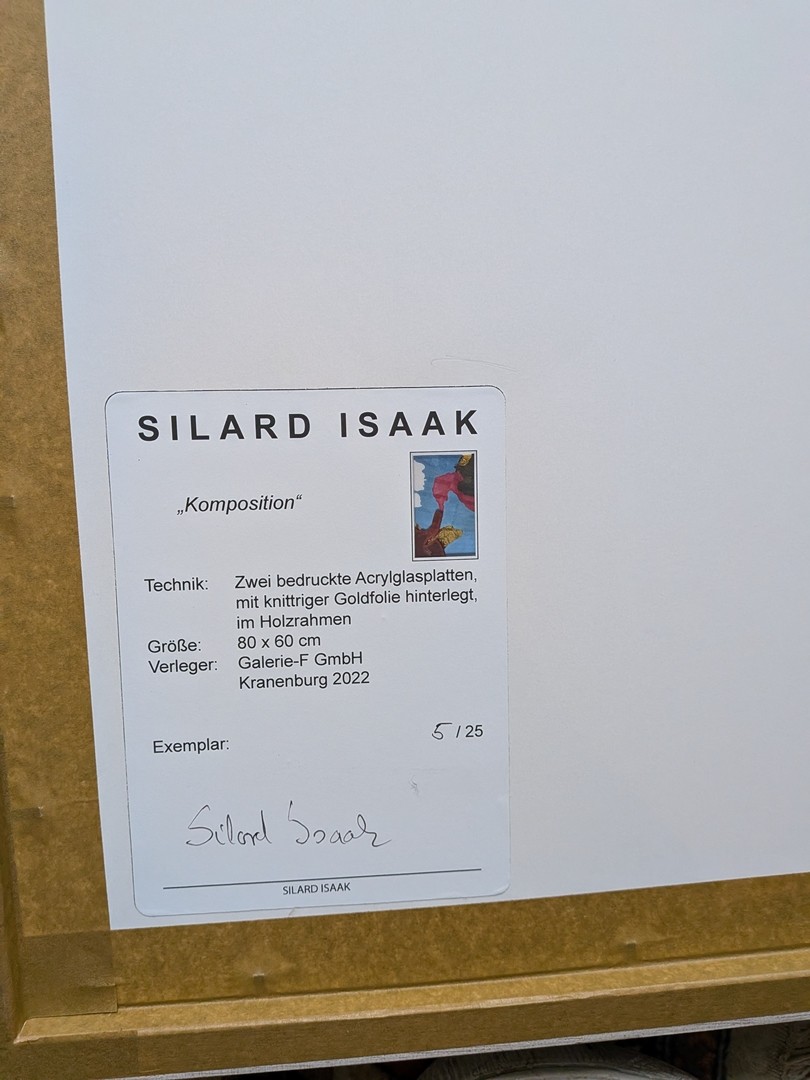 SILARD ISAAK
„Komposition“
Technik: Zwei bedruckte Acrylglasplatten,
mit knittriger Goldfolie hinterlegt,
im Holzrahmen
Größe: 80 x 60 cm
Verleger: Galerie-F GmbH
Kranenburg 2022
Exemplar: 5 / 25
Silard Isaak
SILARD ISAAK